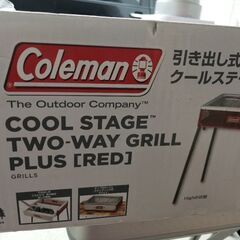 Coleman
The Outdoor Company™
COOL STAGE™
TWO-WAY GRILL
PLUS [RED]
GRILLS
引き出し式
クールステ